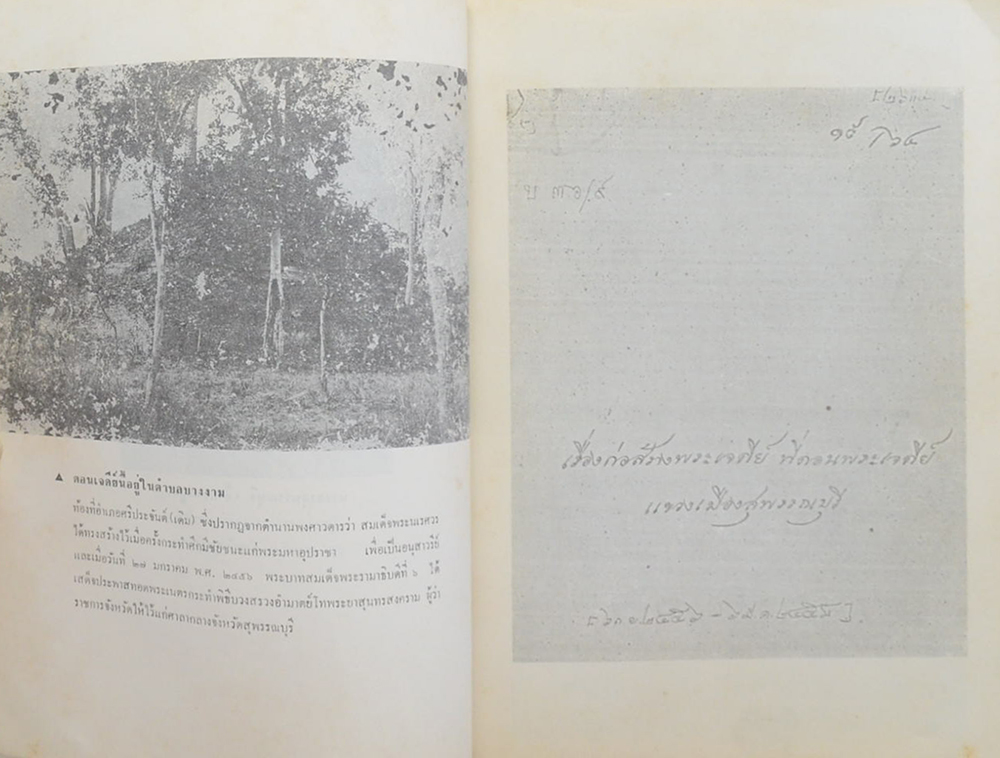 ▲ ดอนเจดีย์นี้อยู่ในตำบลบางงาม
ท้องที่อำเภอศรีประจันต์ (เดิม) ซึ่งปรากฏจากตำนานพงศาวดารว่า สมเด็จพระนเรศวร
ได้ทรงสร้างไว้เมื่อครั้งกระทำศึกมีชัยชนะแก่พระมหาอุปราชา เพื่อเป็นอนุสาวรีย์
และเมื่อวันที่ ๒๗ มกราคม พ.ศ. ๒๔๕๖ พระบาทสมเด็จพระรามาธิบดีที่ ๖ ได้
เสด็จประพาสทอดพระเนตรกระทำพิธีบวงสรวงอำมาตย์โทพระยาสุนทรสงคราม ผู้ว่า
ราชการจังหวัดให้ไว้แก่ศาลากลางจังหวัดสุพรรณบุรี
บ ๓๐/๙
เรื่องก่อสร้างพระเจดีย์ ที่ดอนพระเจดีย์
แขวงเมืองสุพรรณบุรี